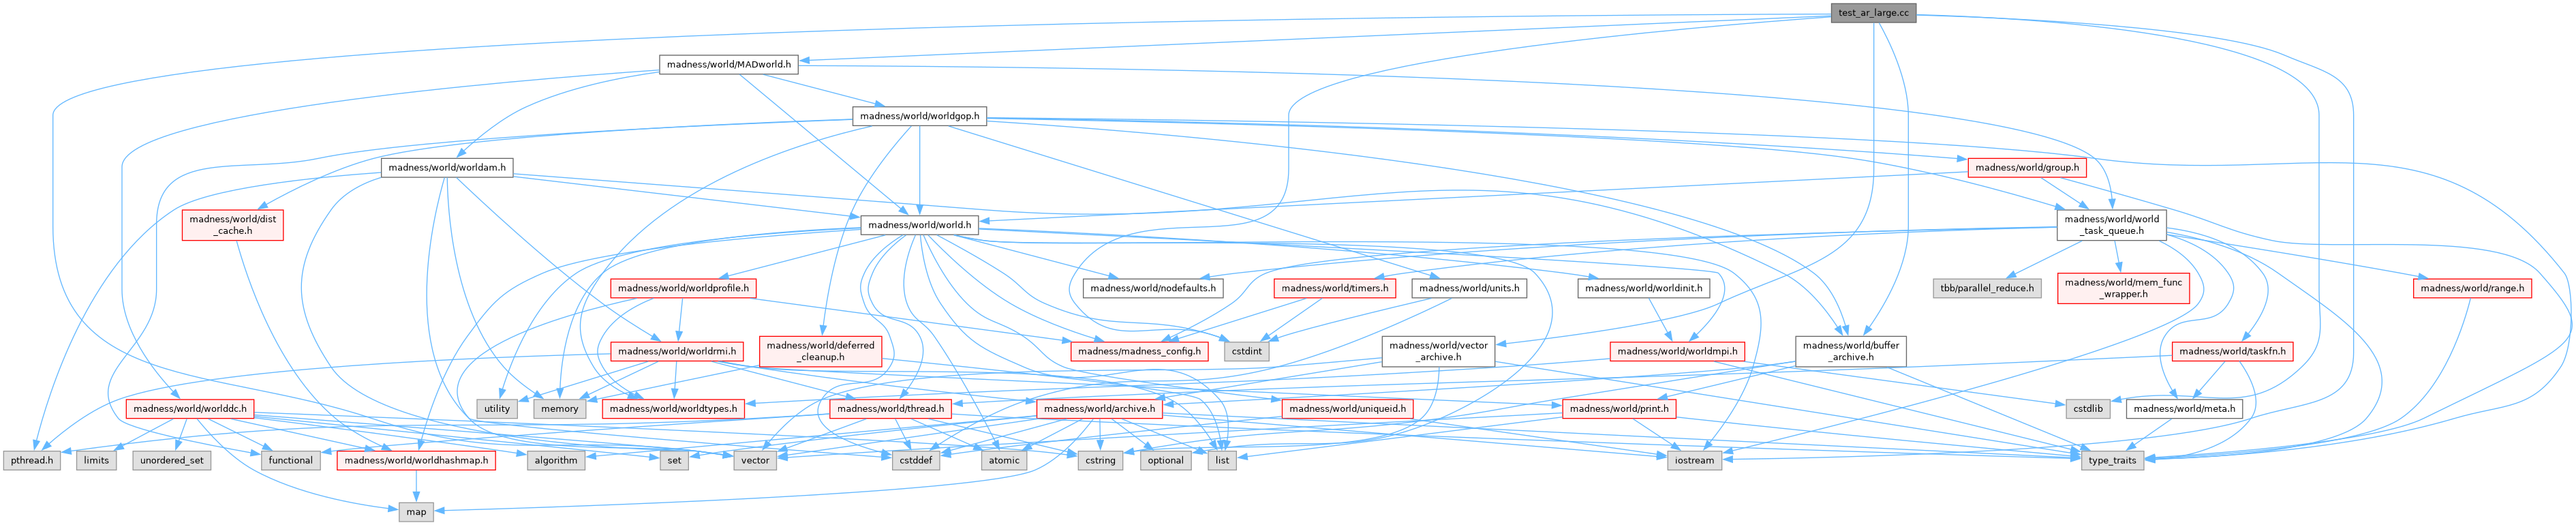 test_ar_large.cc
madness/world/MADworld.h
madness/world/worldgop.h
madness/world/worldam.h
madness/world/group.h
madness/world/dist
_cache.h
madness/world/world.h
madness/world/world
_task_queue.h
madness/world/worldprofile.h
madness/world/nodefaults.h
madness/world/timers.h
madness/world/units.h
madness/world/worldinit.h
tbb/parallel_reduce.h
madness/world/mem_func
_wrapper.h
madness/world/range.h
madness/world/worldrmi.h
madness/world/deferred
_cleanup.h
madness/madness_config.h
cstdint
madness/world/vector
_archive.h
madness/world/worldmpi.h
madness/world/buffer
_archive.h
madness/world/taskfn.h
madness/world/worlddc.h
utility
memory
madness/world/worldtypes.h
madness/world/thread.h
madness/world/archive.h
madness/world/uniqueid.h
madness/world/print.h
cstdlib
madness/world/meta.h
pthread.h
limits
unordered_set
functional
madness/world/worldhashmap.h
algorithm
set
vector
cstddef
atomic
cstring
optional
list
iostream
type_traits
map